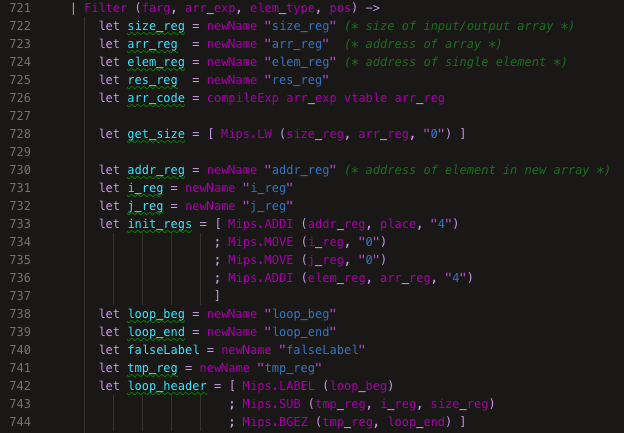 721 | Filter (farg, arr_exp, elem_type, pos) ->
722 let size_reg = newName "size_reg" (* size of input/output array *)
723 let arr_reg = newName "arr_reg" (* address of array *)
724 let elem_reg = newName "elem_reg" (* address of single element *)
725 let res_reg = newName "res_reg"
726 let arr_code = compileExp arr_exp vtable arr_reg
727
728 let get_size = [ Mips.LW (size_reg, arr_reg, "0") ]
729
730 let addr_reg = newName "addr_reg" (* address of element in new array *)
731 let i_reg = newName "i_reg"
732 let j_reg = newName "j_reg"
733 let init_regs = [ Mips.ADDI (addr_reg, place, "4")
734 ; Mips.MOVE (i_reg, "0")
735 ; Mips.MOVE (j_reg, "0")
736 ; Mips.ADDI (elem_reg, arr_reg, "4")
737 ]
738 let loop_beg = newName "loop_beg"
739 let loop_end = newName "loop_end"
740 let falseLabel = newName "falseLabel"
741 let tmp_reg = newName "tmp_reg"
742 let loop_header = [ Mips.LABEL (loop_beg)
743 ; Mips.SUB (tmp_reg, i_reg, size_reg)
744 ; Mips.BGEZ (tmp_reg, loop_end) ]